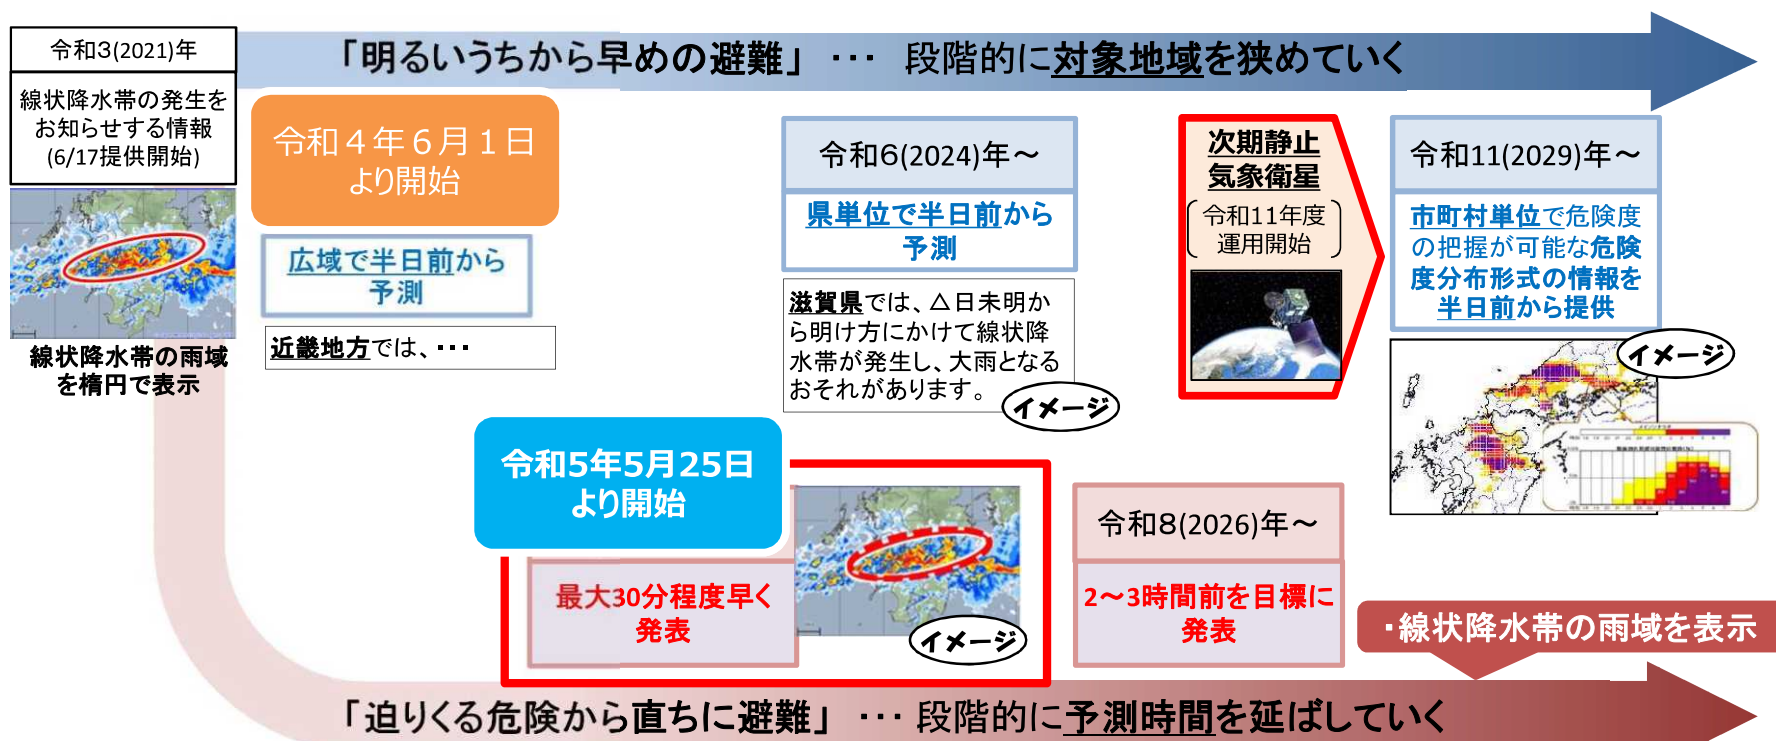 令和3(2021)年
線状降水帯の発生を
お知らせする情報
(6/17提供開始)
線状降水帯の雨域
を楕円で表示
「明るいうちから早めの避難」 ･･･ 段階的に対象地域を狭めていく
令和４年６月１日
より開始
広域で半日前から
予測
近畿地方では、･･･
令和6(2024)年～
県単位で半日前から
予測
滋賀県では、△日未明か
ら明け方にかけて線状降
水帯が発生し、大雨となる
おそれがあります。
イメージ
次期静止
気象衛星
令和11年度
運用開始
令和11(2029)年～
市町村単位で危険度
の把握が可能な危険
度分布形式の情報を
半日前から提供
イメージ
令和5年5月25日
より開始
最大30分程度早く
発表
イメージ
令和8(2026)年～
2～3時間前を目標に
発表
･線状降水帯の雨域を表示
「迫りくる危険から直ちに避難」 ･･･ 段階的に予測時間を延ばしていく